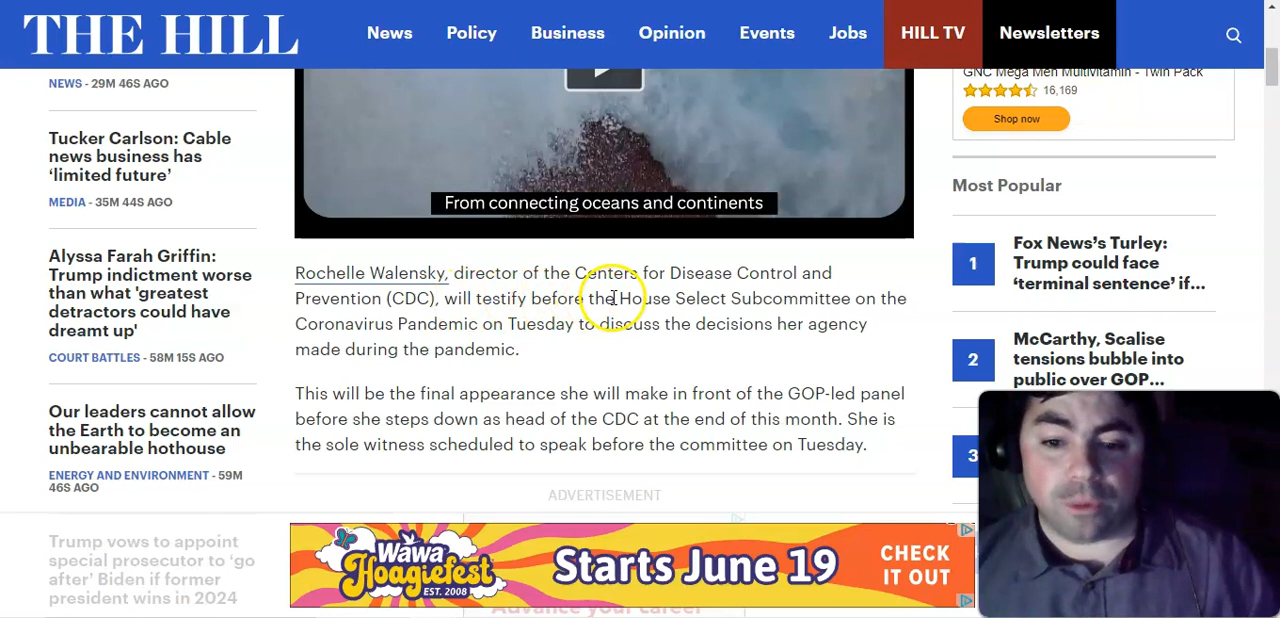 THE HILL
News
Policy
Business
Opinion
Events
Jobs
HILL TV
Newsletters
NEWS - 29M 46S AGO
Tucker Carlson: Cable
news business has
‘limited future’
MEDIA - 35M 44S AGO
Alyssa Farah Griffin:
Trump indictment worse
than what 'greatest
detractors could have
dreamt up'
COURT BATTLES - 58M 15S AGO
Our leaders cannot allow
the Earth to become an
unbearable hothouse
ENERGY AND ENVIRONMENT - 59M
46S AGO
Trump vows to appoint
special prosecutor to ‘go
after’ Biden if former
president wins in 2024
From connecting oceans and continents
Rochelle Walensky, director of the Centers for Disease Control and
Prevention (CDC), will testify before the House Select Subcommittee on the
Coronavirus Pandemic on Tuesday to discuss the decisions her agency
made during the pandemic.
This will be the final appearance she will make in front of the GOP-led panel
before she steps down as head of the CDC at the end of this month. She is
the sole witness scheduled to speak before the committee on Tuesday.
ADVERTISEMENT
Wawa
Hoagiefest
EST. 2008
Starts June 19
CHECK
IT OUT
Advance your career
GNC Mega Men Multivitamin - Twin Pack
16,169
Shop now
Most Popular
1
Fox News’s Turley:
Trump could face
‘terminal sentence’ if...
2
McCarthy, Scalise
tensions bubble into
public over GOP...
3